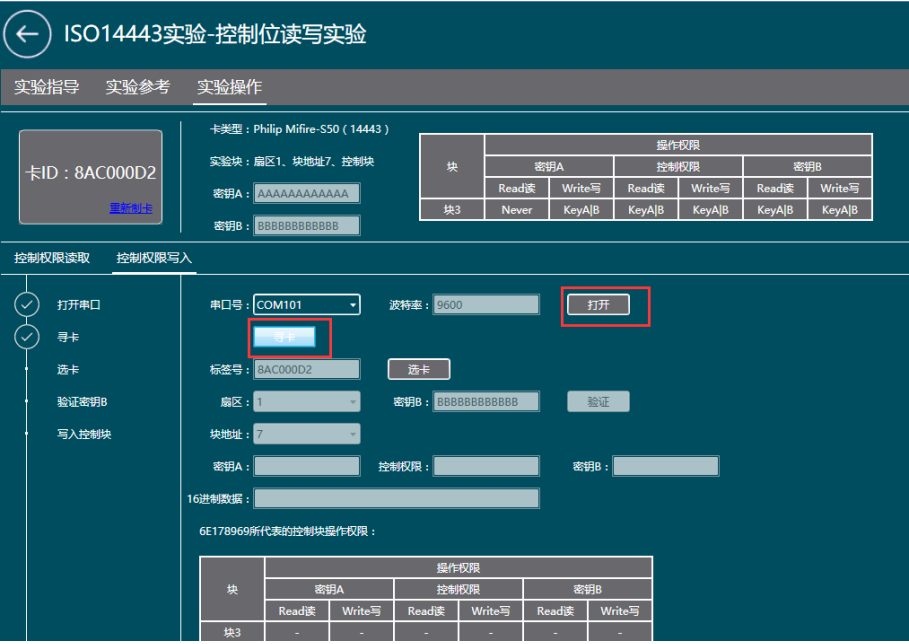 ISO14443实验-控制位读写实验
实验指导 实验参考 实验操作
卡ID：8AC000D2
重新制卡
卡类型：Philip Mifire-S50（14443）
实验块：扇区1、块地址7、控制块
密钥A：AAAAAAAAAAAA
密钥B：BBBBBBBBBBBB
块 操作权限
密钥A 控制权限 密钥B
Read读 Write写 Read读 Write写 Read读 Write写
块3 Never KeyA|B KeyA|B KeyA|B KeyA|B KeyA|B
控制权限读取 控制权限写入
打开串口
寻卡
选卡
验证密钥B
写入控制块
串口号：COM101 波特率：9600 打开
寻卡
标签号：8AC000D2 选卡
扇区：1 密钥B：BBBBBBBBBBBB 验证
块地址：7
密钥A： 控制权限： 密钥B：
16进制数据：
6E178969所代表的控制块操作权限：
块 操作权限
密钥A 控制权限 密钥B
Read读 Write写 Read读 Write写 Read读 Write写
块3 - - - - - -